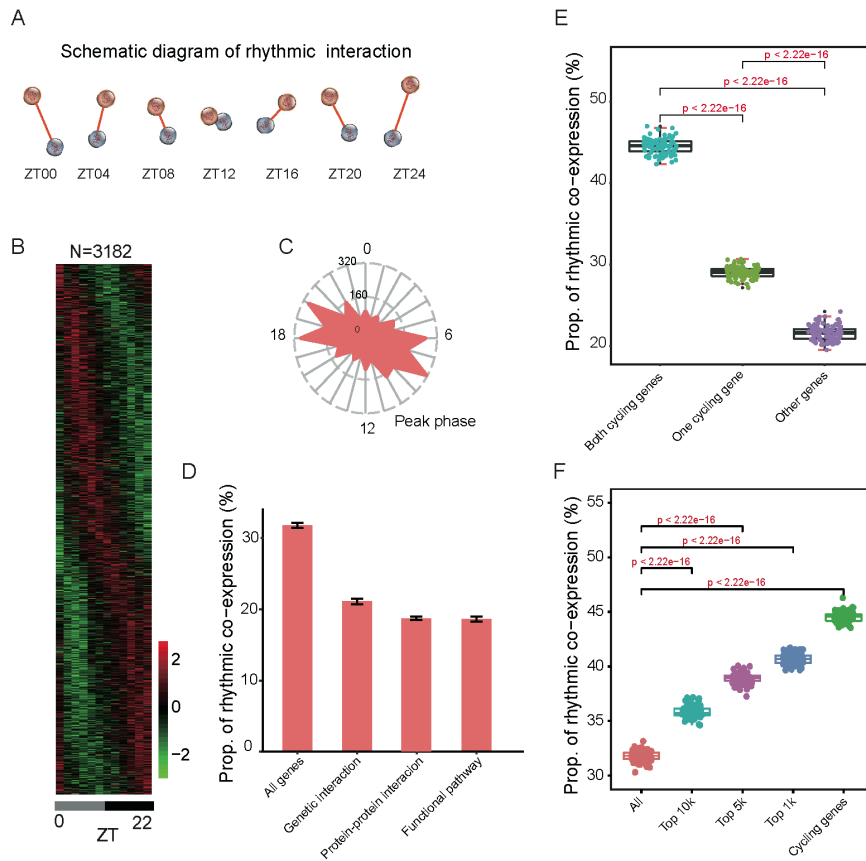 A
Schematic diagram of rhythmic interaction
ZT00 ZT04 ZT08 ZT12 ZT16 ZT20 ZT24
B
N=3182
2
0
−2
0 22
ZT
C
0
320
160
0
18
6
12
Peak phase
D
Prop. of rhythmic co−expression (%)
30
20
10
0
All genes
Genetic interaction
Protein−protein interacion
Functional pathway
E
Prop. of rhythmic co−expression (%)
50
40
30
20
p < 2.22e−16
p < 2.22e−16
p < 2.22e−16
Both cycling genes
One cycling gene
Other genes
F
Prop. of rhythmic co−expression (%)
55
50
45
40
35
30
p < 2.22e−16
p < 2.22e−16
p < 2.22e−16
p < 2.22e−16
All
Top 10k
Top 5k
Top 1k
Cycling genes